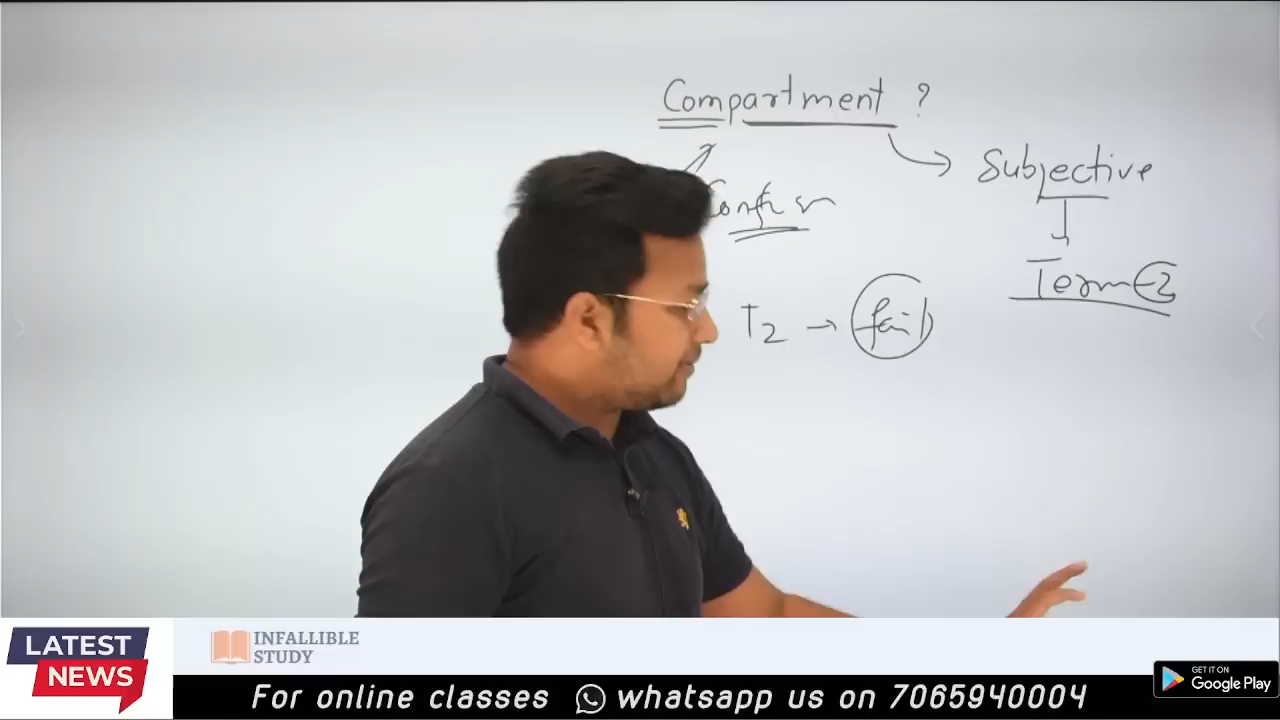 Compartment ?
Subjective
Term-2
T2 → fail
LATEST
NEWS
INFALLIBLE
STUDY
For online classes whatsapp us on 7065940004
GET IT ON
Google Play